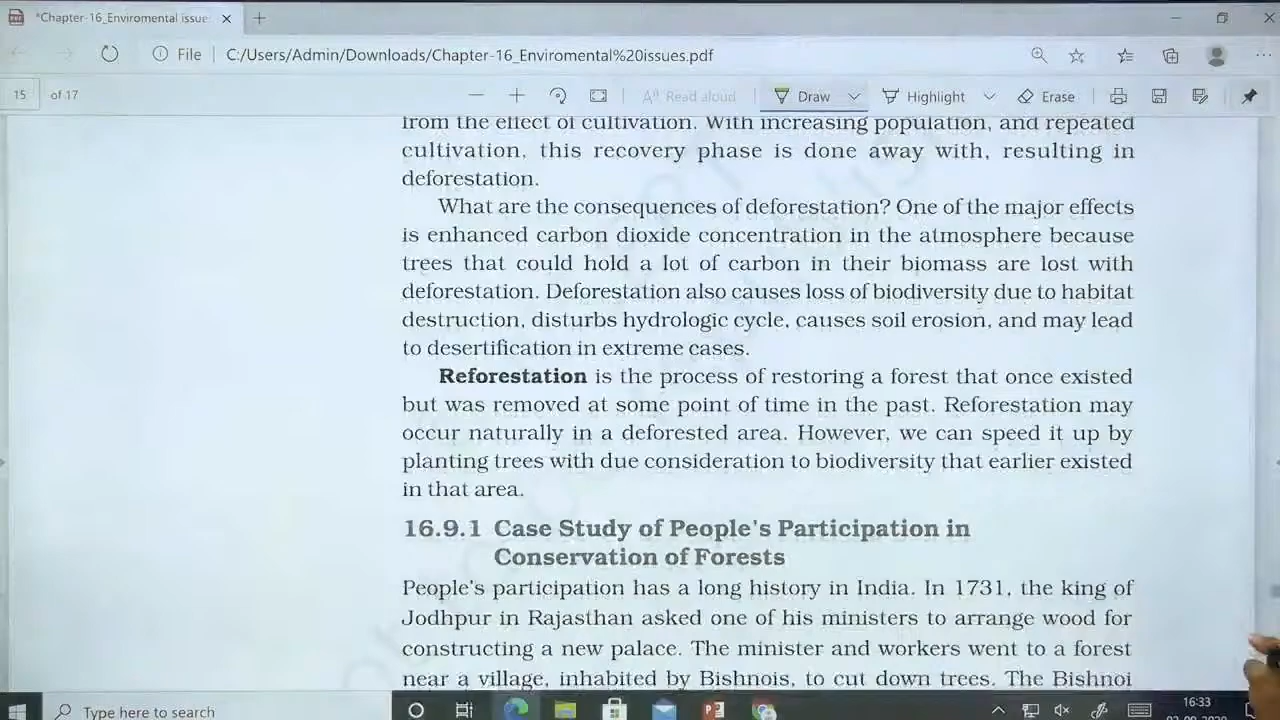 *Chapter-16_Enviromental issue
File
C:/Users/Admin/Downloads/Chapter-16_Enviromental%20issues.pdf
15 of 17
Read aloud
Draw
Highlight
Erase
from the effect of cultivation. With increasing population, and repeated
cultivation, this recovery phase is done away with, resulting in
deforestation.
What are the consequences of deforestation? One of the major effects
is enhanced carbon dioxide concentration in the atmosphere because
trees that could hold a lot of carbon in their biomass are lost with
deforestation. Deforestation also causes loss of biodiversity due to habitat
destruction, disturbs hydrologic cycle, causes soil erosion, and may lead
to desertification in extreme cases.
Reforestation is the process of restoring a forest that once existed
but was removed at some point of time in the past. Reforestation may
occur naturally in a deforested area. However, we can speed it up by
planting trees with due consideration to biodiversity that earlier existed
in that area.
16.9.1 Case Study of People's Participation in
Conservation of Forests
People's participation has a long history in India. In 1731, the king of
Jodhpur in Rajasthan asked one of his ministers to arrange wood for
constructing a new palace. The minister and workers went to a forest
near a village, inhabited by Bishnois, to cut down trees. The Bishnoi
Type here to search
16:33